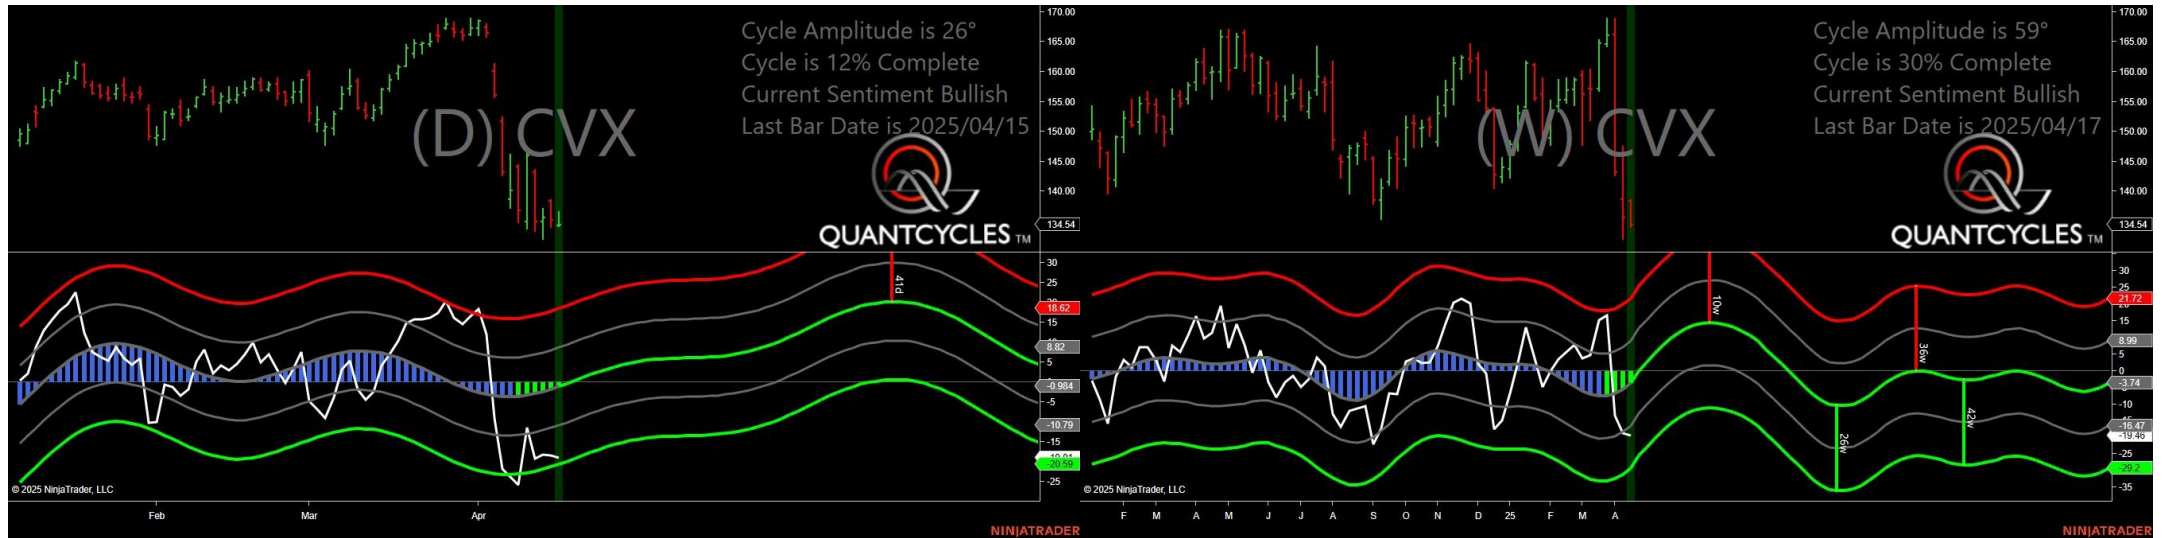 Cycle Amplitude is 26°
Cycle is 12% Complete
Current Sentiment Bullish
Last Bar Date is 2025/04/15
(D) CVX
QUANTCYCLES TM
170.00
165.00
160.00
155.00
150.00
145.00
140.00
134.54
41d
30
25
18.62
15
8.82
5
-0.984
-5
-10.79
-15
-20.59
-25
© 2025 NinjaTrader, LLC
Feb
Mar
Apr
NINJATRADER
Cycle Amplitude is 59°
Cycle is 30% Complete
Current Sentiment Bullish
Last Bar Date is 2025/04/17
(W) CVX
QUANTCYCLES TM
170.00
165.00
160.00
155.00
150.00
145.00
140.00
134.54
10w
36w
26w
42w
30
25
21.72
15
8.99
5
0
-3.74
-10
-16.47
-19.46
-25
-29.2
-35
© 2025 NinjaTrader, LLC
F M A M J J A S O N D 25 F M A
NINJATRADER